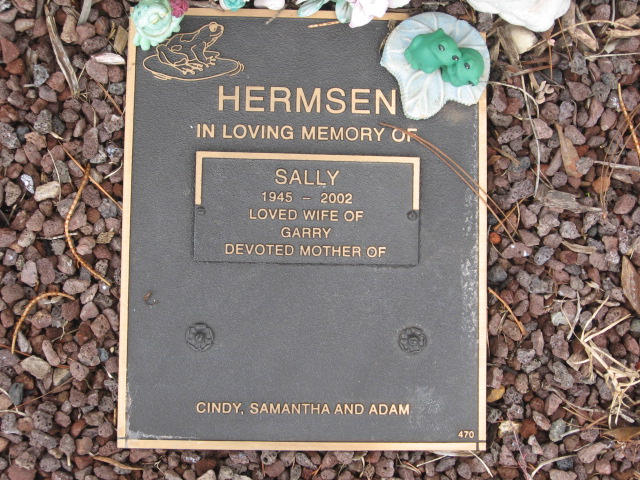 HERMSEN
IN LOVING MEMORY OF
SALLY
1945 - 2002
LOVED WIFE OF
GARRY
DEVOTED MOTHER OF
CINDY, SAMANTHA AND ADAM
470